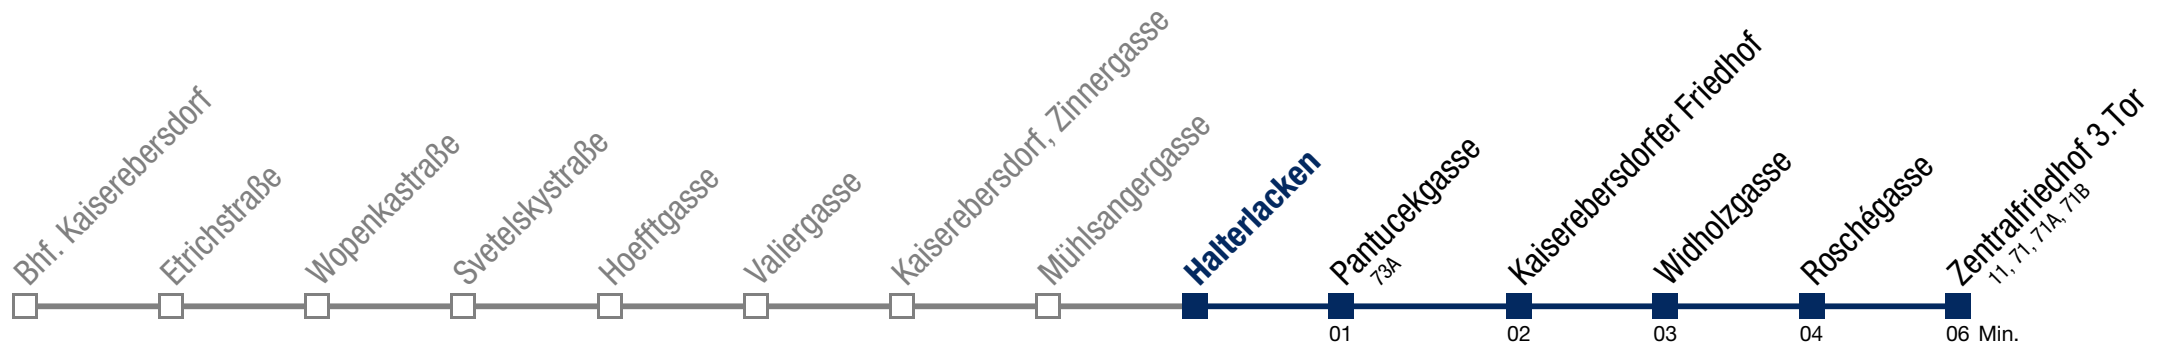 Bhf. Kaiserebersdorf
Etrichstraße
Wopenkastraße
Svetelskystraße
Hoefftgasse
Valiergasse
Kaiserebersdorf, Zinnergasse
Mühlsangergasse
Halterlacken
Pantucekgasse
73A
Kaiserebersdorfer Friedhof
Widholzgasse
Roschégasse
Zentralfriedhof 3.Tor
11, 71, 71A, 71B
01 02 03 04 06 Min.